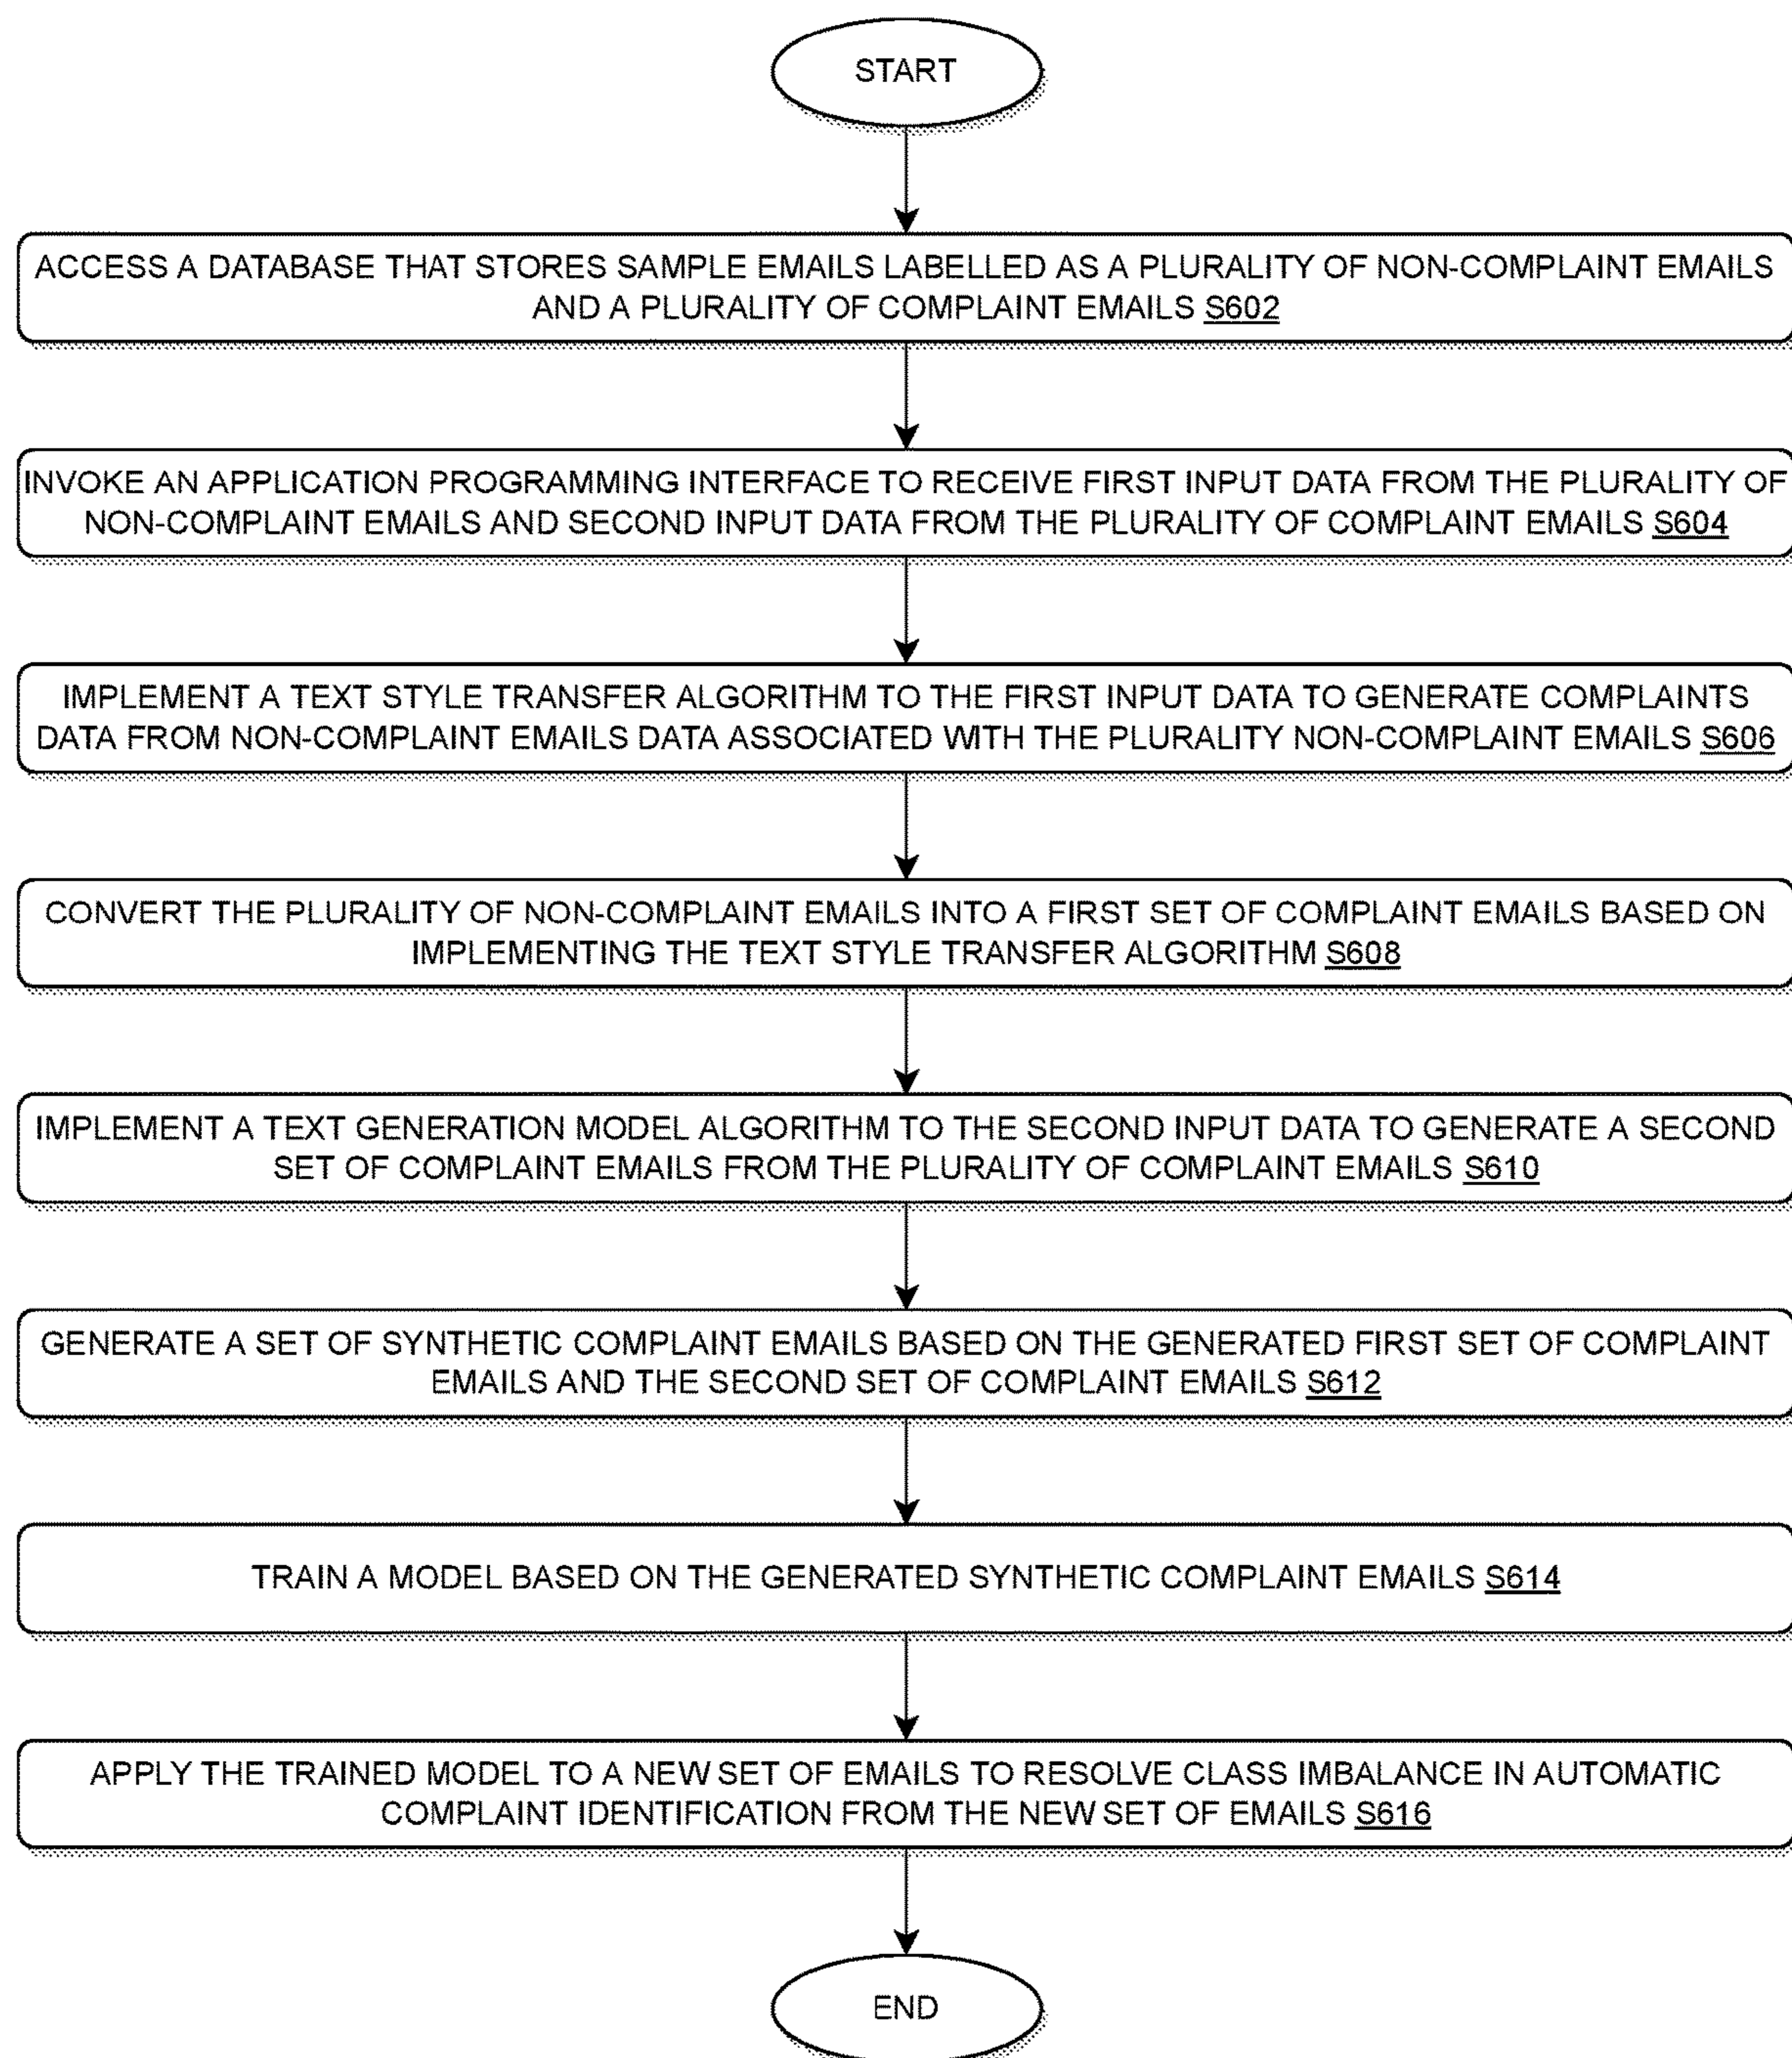 START
ACCESS A DATABASE THAT STORES SAMPLE EMAILS LABELLED AS A PLURALITY OF NON-COMPLAINT EMAILS
AND A PLURALITY OF COMPLAINT EMAILS S602
INVOKE AN APPLICATION PROGRAMMING INTERFACE TO RECEIVE FIRST INPUT DATA FROM THE PLURALITY OF
NON-COMPLAINT EMAILS AND SECOND INPUT DATA FROM THE PLURALITY OF COMPLAINT EMAILS S604
IMPLEMENT A TEXT STYLE TRANSFER ALGORITHM TO THE FIRST INPUT DATA TO GENERATE COMPLAINTS
DATA FROM NON-COMPLAINT EMAILS DATA ASSOCIATED WITH THE PLURALITY NON-COMPLAINT EMAILS S606
CONVERT THE PLURALITY OF NON-COMPLAINT EMAILS INTO A FIRST SET OF COMPLAINT EMAILS BASED ON
IMPLEMENTING THE TEXT STYLE TRANSFER ALGORITHM S608
IMPLEMENT A TEXT GENERATION MODEL ALGORITHM TO THE SECOND INPUT DATA TO GENERATE A SECOND
SET OF COMPLAINT EMAILS FROM THE PLURALITY OF COMPLAINT EMAILS S610
GENERATE A SET OF SYNTHETIC COMPLAINT EMAILS BASED ON THE GENERATED FIRST SET OF COMPLAINT
EMAILS AND THE SECOND SET OF COMPLAINT EMAILS S612
TRAIN A MODEL BASED ON THE GENERATED SYNTHETIC COMPLAINT EMAILS S614
APPLY THE TRAINED MODEL TO A NEW SET OF EMAILS TO RESOLVE CLASS IMBALANCE IN AUTOMATIC
COMPLAINT IDENTIFICATION FROM THE NEW SET OF EMAILS S616
END